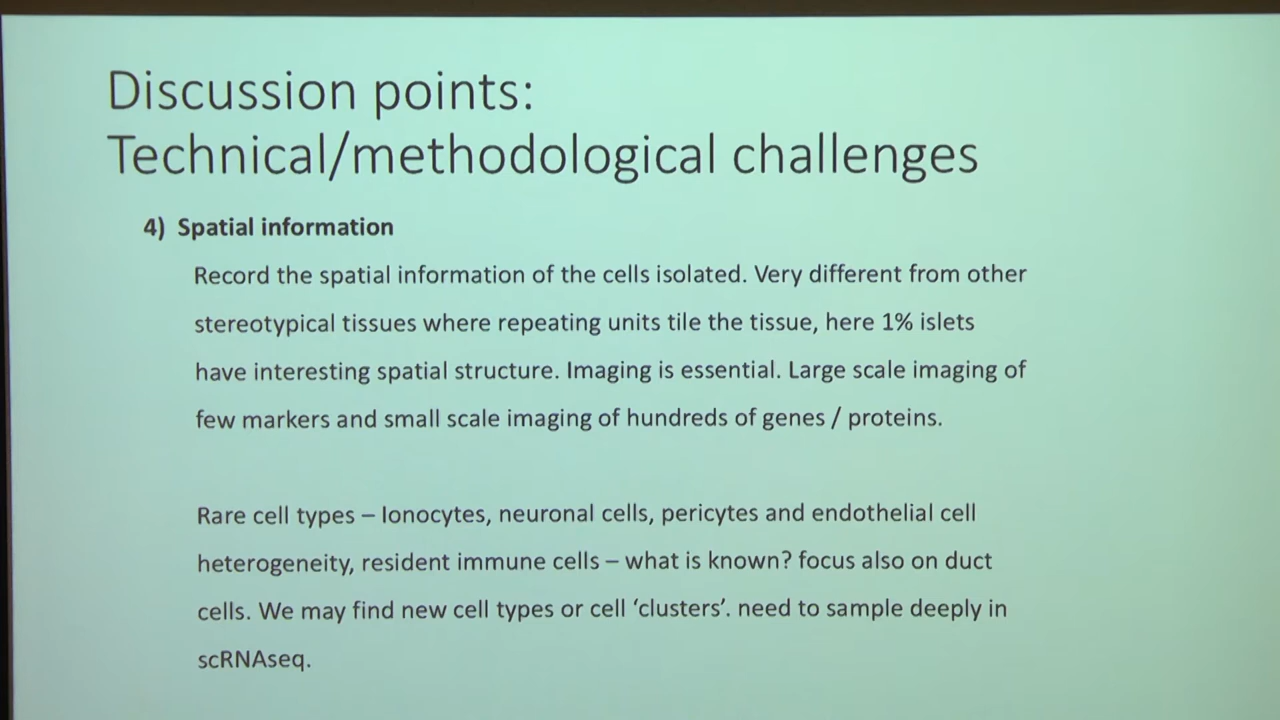 Discussion points:
Technical/methodological challenges
4) Spatial information
Record the spatial information of the cells isolated. Very different from other
stereotypical tissues where repeating units tile the tissue, here 1% islets
have interesting spatial structure. Imaging is essential. Large scale imaging of
few markers and small scale imaging of hundreds of genes / proteins.
Rare cell types – Ionocytes, neuronal cells, pericytes and endothelial cell
heterogeneity, resident immune cells – what is known? focus also on duct
cells. We may find new cell types or cell ‘clusters’. need to sample deeply in
scRNAseq.